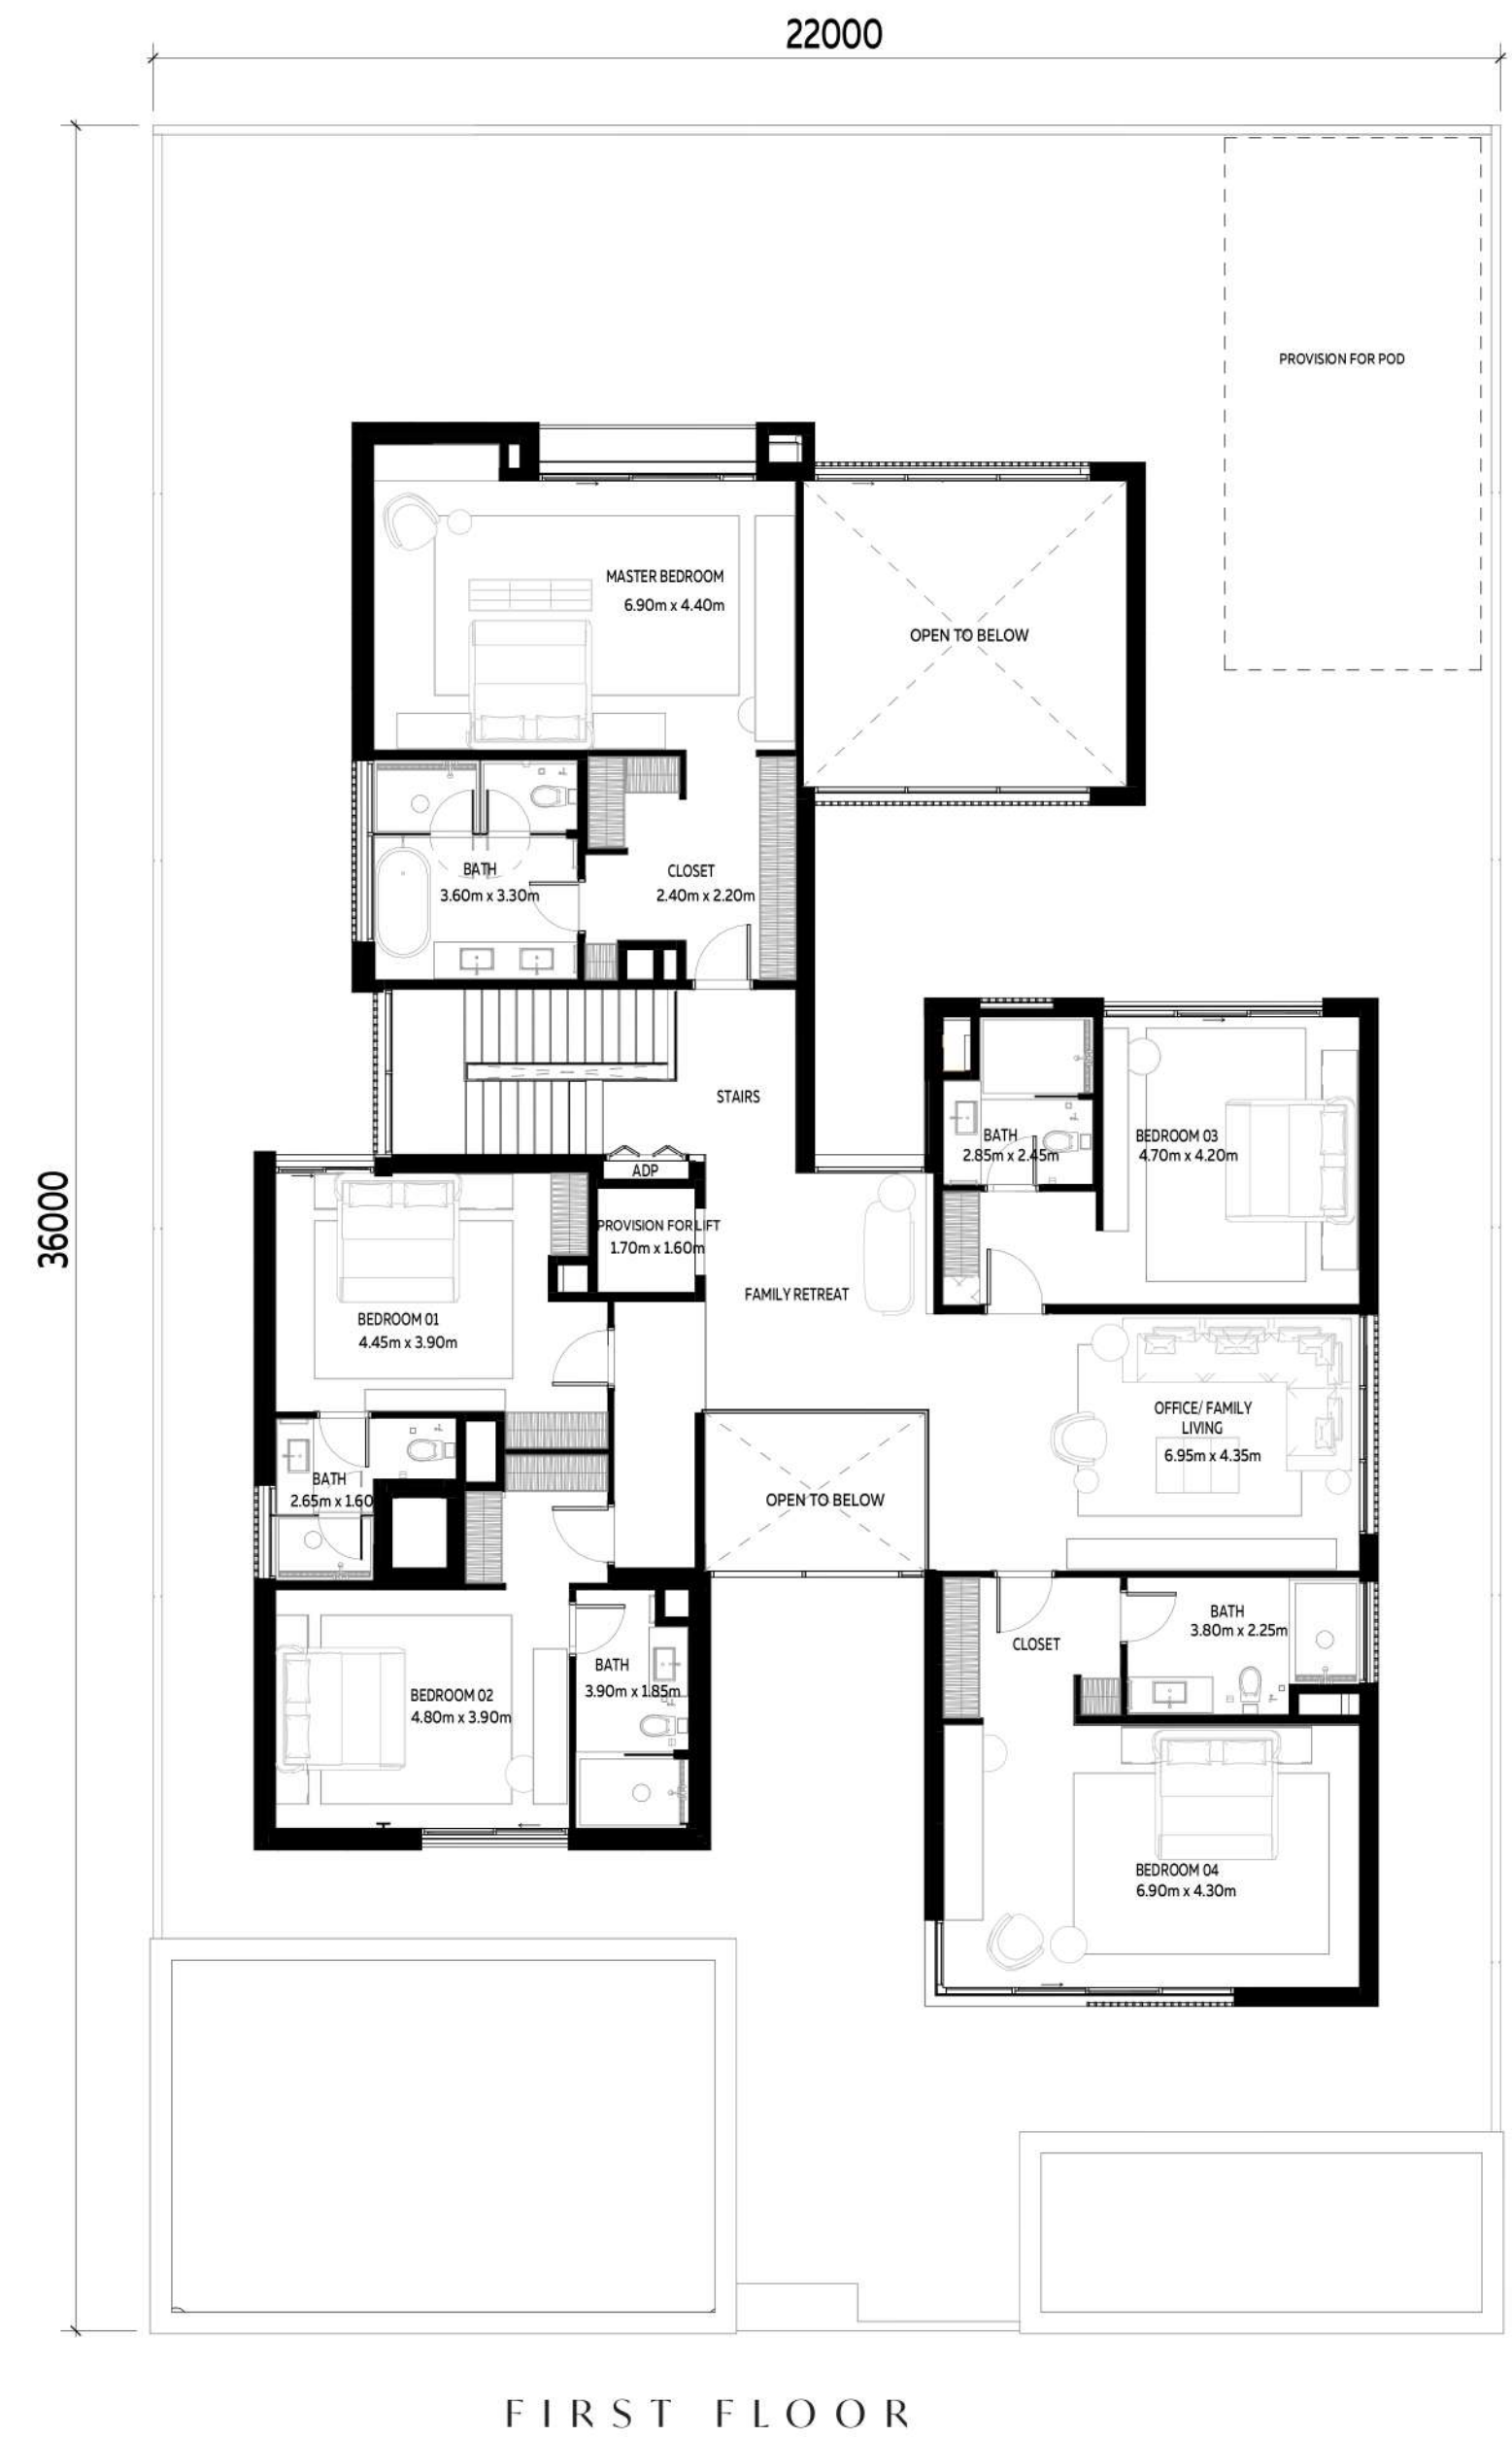 22000
PROVISION FOR POD
MASTER BEDROOM
6.90m x 4.40m
OPEN TO BELOW
BATH
3.60m x 3.30m
CLOSET
2.40m x 2.20m
STAIRS
BATH
2.85m x 2.45m
BEDROOM 03
4.70m x 4.20m
ADP
36000
PROVISION FOR LIFT
1.70m x 1.60m
FAMILY RETREAT
BEDROOM 01
4.45m x 3.90m
OFFICE/ FAMILY
LIVING
6.95m x 4.35m
BATH
2.65m x 1.60
OPEN TO BELOW
BATH
3.80m x 2.25m
CLOSET
BATH
3.90m x 1.85m
BEDROOM 02
4.80m x 3.90m
BEDROOM 04
6.90m x 4.30m
FIRST FLOOR